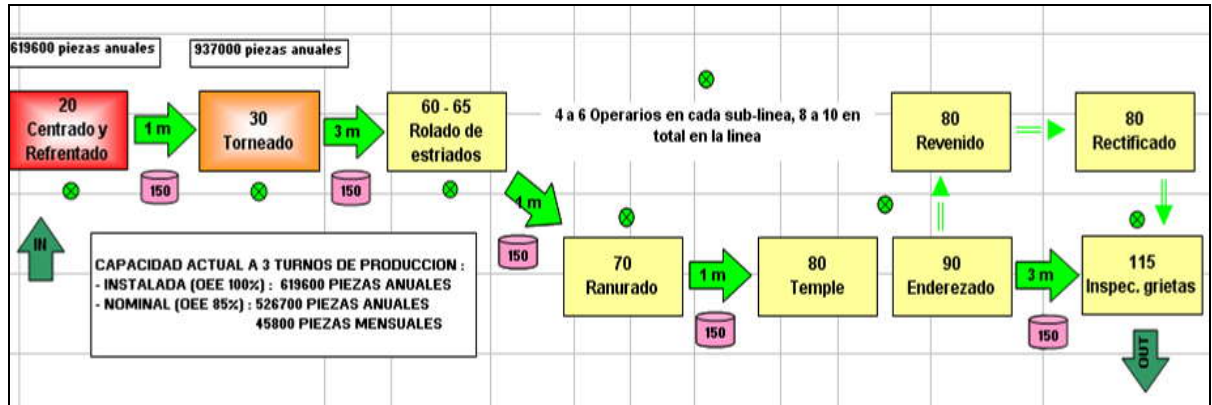 619600 piezas anuales
937000 piezas anuales
20
Centrado y
Refrentado
1 m
30
Torneado
3 m
60 - 65
Rolado de
estriados
4 a 6 Operarios en cada sub-linea, 8 a 10 en
total en la linea
80
Revenido
80
Rectificado
150
150
1 m
IN
150
CAPACIDAD ACTUAL A 3 TURNOS DE PRODUCCION :
- INSTALADA (OEE 100%) : 619600 PIEZAS ANUALES
- NOMINAL (OEE 85%) : 526700 PIEZAS ANUALES
45800 PIEZAS MENSUALES
70
Ranurado
1 m
80
Temple
90
Enderezado
3 m
115
Inspec. grietas
150
150
OUT